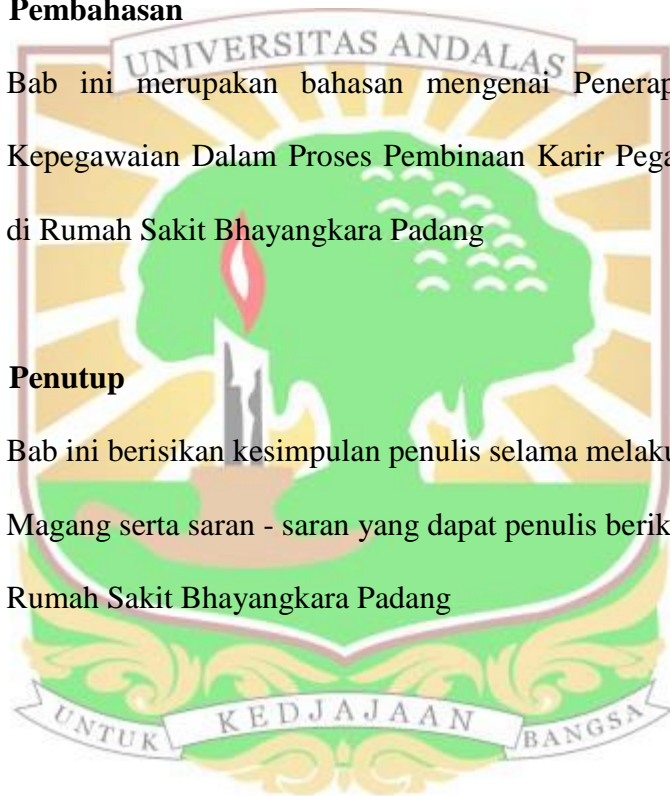 Pembahasan
UNIVERSITAS ANDALAS
Bab ini merupakan bahasan mengenai Penerap
Kepegawaian Dalam Proses Pembinaan Karir Pega
di Rumah Sakit Bhayangkara Padang
Penutup
Bab ini berisikan kesimpulan penulis selama melaku
Magang serta saran - saran yang dapat penulis berik
Rumah Sakit Bhayangkara Padang
UNTUK KEDJAJAAN BANGSA